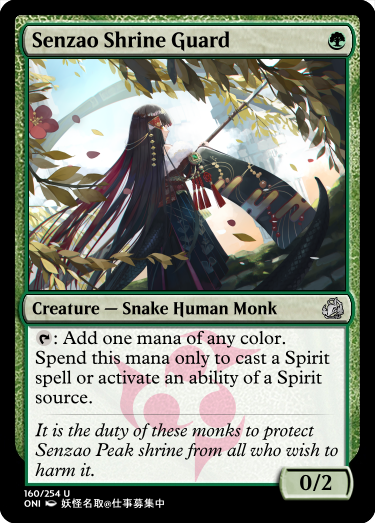 Senzao Shrine Guard
Creature — Snake Human Monk
: Add one mana of any color.
Spend this mana only to cast a Spirit
spell or activate an ability of a Spirit
source.
It is the duty of these monks to protect
Senzao Peak shrine from all who wish to
harm it.
0/2
160/254 U
ONI 妖怪名取@仕事募集中